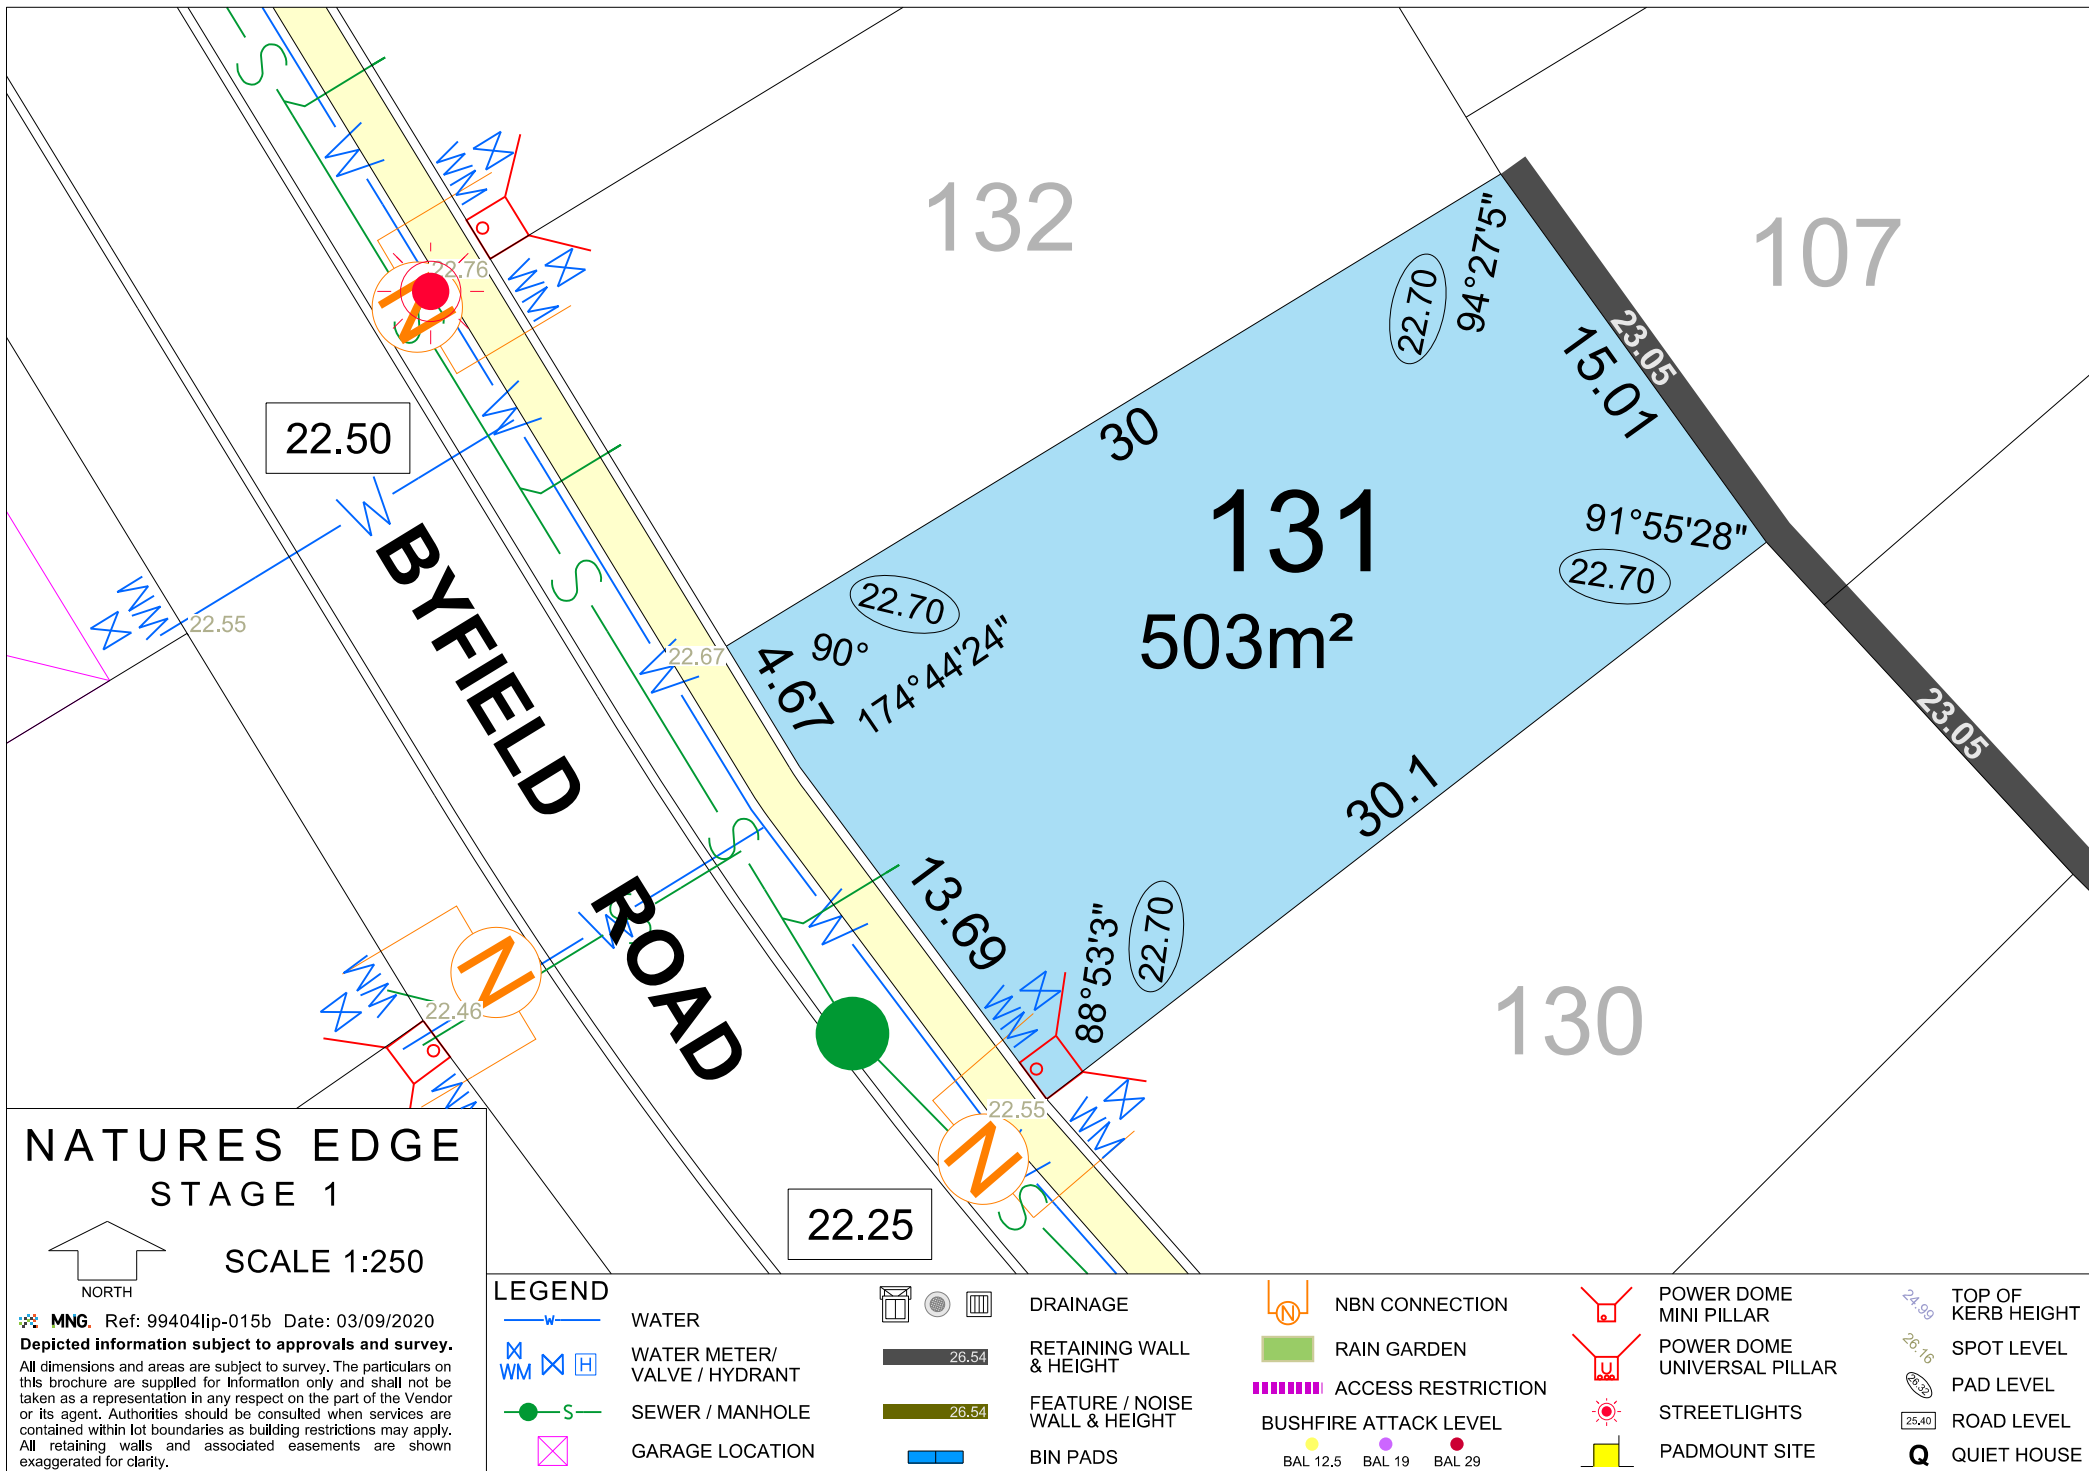 132
107
22.76
22.50
W
S
WM
30
22.70
94°27'5"
15.01
23.05
131
503m²
91°55'28"
22.70
22.70
90°
174°44'24"
4.67
22.67
22.55
BYFIELD
ROAD
30.1
13.69
88°53'3"
22.70
23.05
130
22.46
N
22.55
22.25
NATURES EDGE
STAGE 1
SCALE 1:250
NORTH
MNG. Ref: 99404lip-015b Date: 03/09/2020
Depicted information subject to approvals and survey.
All dimensions and areas are subject to survey. The particulars on
this brochure are supplied for information only and shall not be
taken as a representation in any respect on the part of the Vendor
or its agent. Authorities should be consulted when services are
contained within lot boundaries as building restrictions may apply.
All retaining walls and associated easements are shown
exaggerated for clarity.
LEGEND
W WATER
WM H WATER METER/
VALVE / HYDRANT
S SEWER / MANHOLE
GARAGE LOCATION
DRAINAGE
26.54 RETAINING WALL
& HEIGHT
26.54 FEATURE / NOISE
WALL & HEIGHT
BIN PADS
N NBN CONNECTION
RAIN GARDEN
ACCESS RESTRICTION
BUSHFIRE ATTACK LEVEL
BAL 12.5 BAL 19 BAL 29
POWER DOME
MINI PILLAR
U POWER DOME
UNIVERSAL PILLAR
STREETLIGHTS
PADMOUNT SITE
24.99 TOP OF
KERB HEIGHT
26.16 SPOT LEVEL
26.32 PAD LEVEL
25.40 ROAD LEVEL
Q QUIET HOUSE